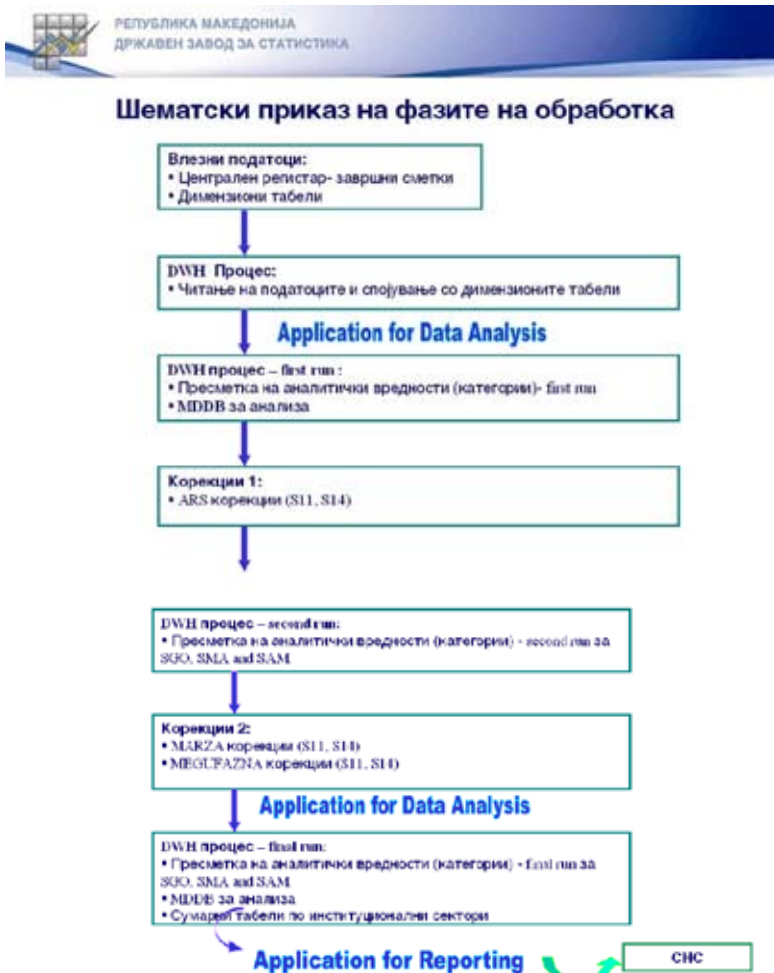 РЕПУБЛИКА МАКЕДОНИЈА
ДРЖАВЕН ЗАВОД ЗА СТАТИСТИКА
Шематски приказ на фазите на обработка
Влезни податоци:
• Централен регистар- завршни сметки
• Димензиони табели
DWH Процес:
• Читање на податоците и спојување со димензионите табели
Application for Data Analysis
DWH процес – first run :
• Пресметка на аналитички вредности (категории)- first run
• MDDB за анализа
Корекции 1:
• ARS корекции (S11, S14)
DWH процес – second run:
• Пресметка на аналитички вредности (категории) - second run за
SGO, SMA and SAM
Корекции 2:
• MARZA корекции (S11, S14)
• MEGUFAZNA корекции (S11, S14)
Application for Data Analysis
DWH процес – final run:
• Пресметка на аналитички вредности (категории) - final run за
SGO, SMA and SAM
• MDDB за анализа
• Сумарни табели по институционални сектори
Application for Reporting
СНС